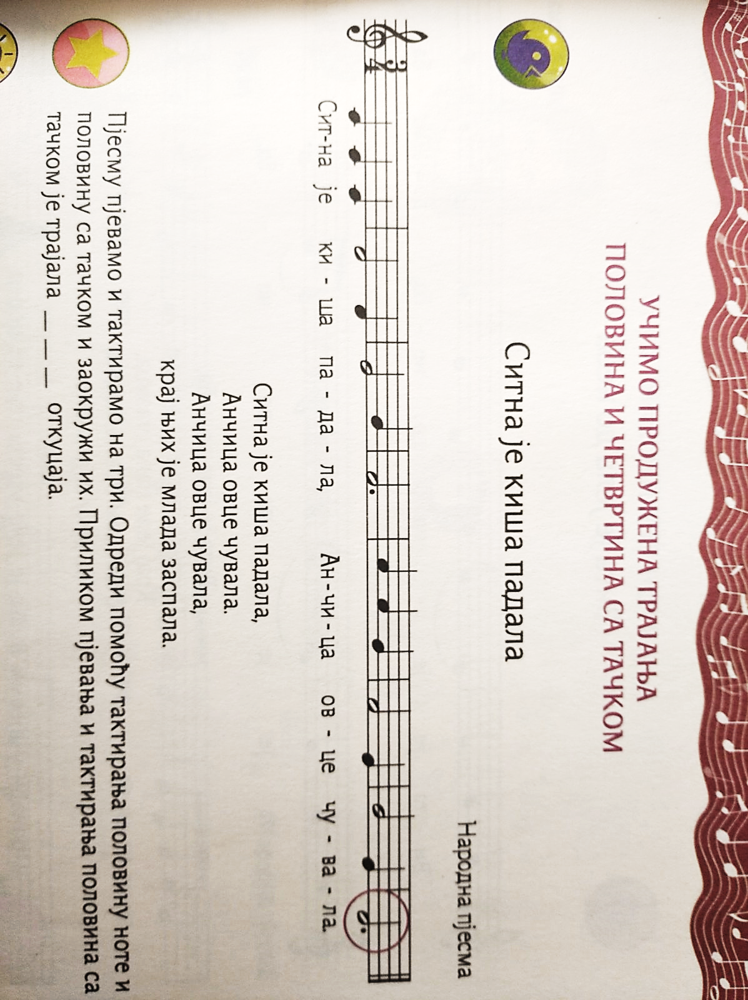 УЧИМО ПРОДУЖЕНА ТРАЈАЊА
ПОЛОВИНА И ЧЕТВРТИНА СА ТАЧКОМ
Ситна је киша падала
Народна пјесма
3
4
Сит-на је ки - ша па - да - ла, Ан-чи-ца ов - це чу - ва - ла.
Ситна је киша падала,
Анчица овце чувала.
Анчица овце чувала,
крај њих је млада заспала.
Пјесму пјевамо и тактирамо на три. Одреди помоћу тактирања половину ноте и
половину са тачком и заокружи их. Приликом пјевања и тактирања половина са
тачком је трајала _ _ _ откуцаја.